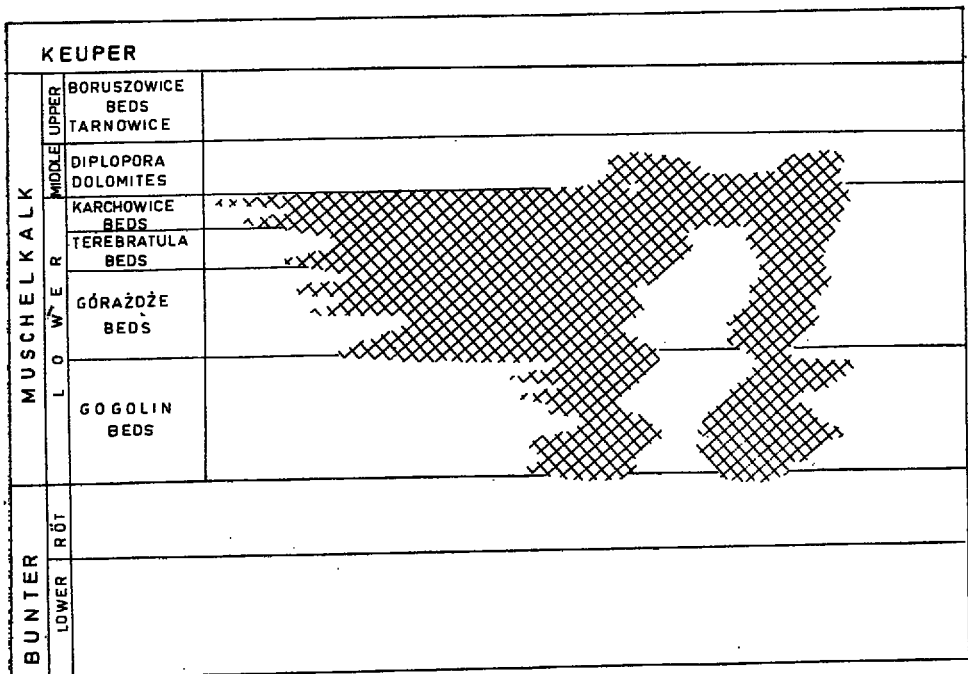 KEUPER
MUSCHELKALK
UPPER
BORUSZOWICE
BEDS
TARNOWICE
MIDDLE
DIPLOPORA
DOLOMITES
LOWER
KARCHOWICE
BEDS
TEREBRATULA
BEDS
GÓRAŻDŻE
BEDS
GOGOLIN
BEDS
BUNTER
RÖT
LOWER